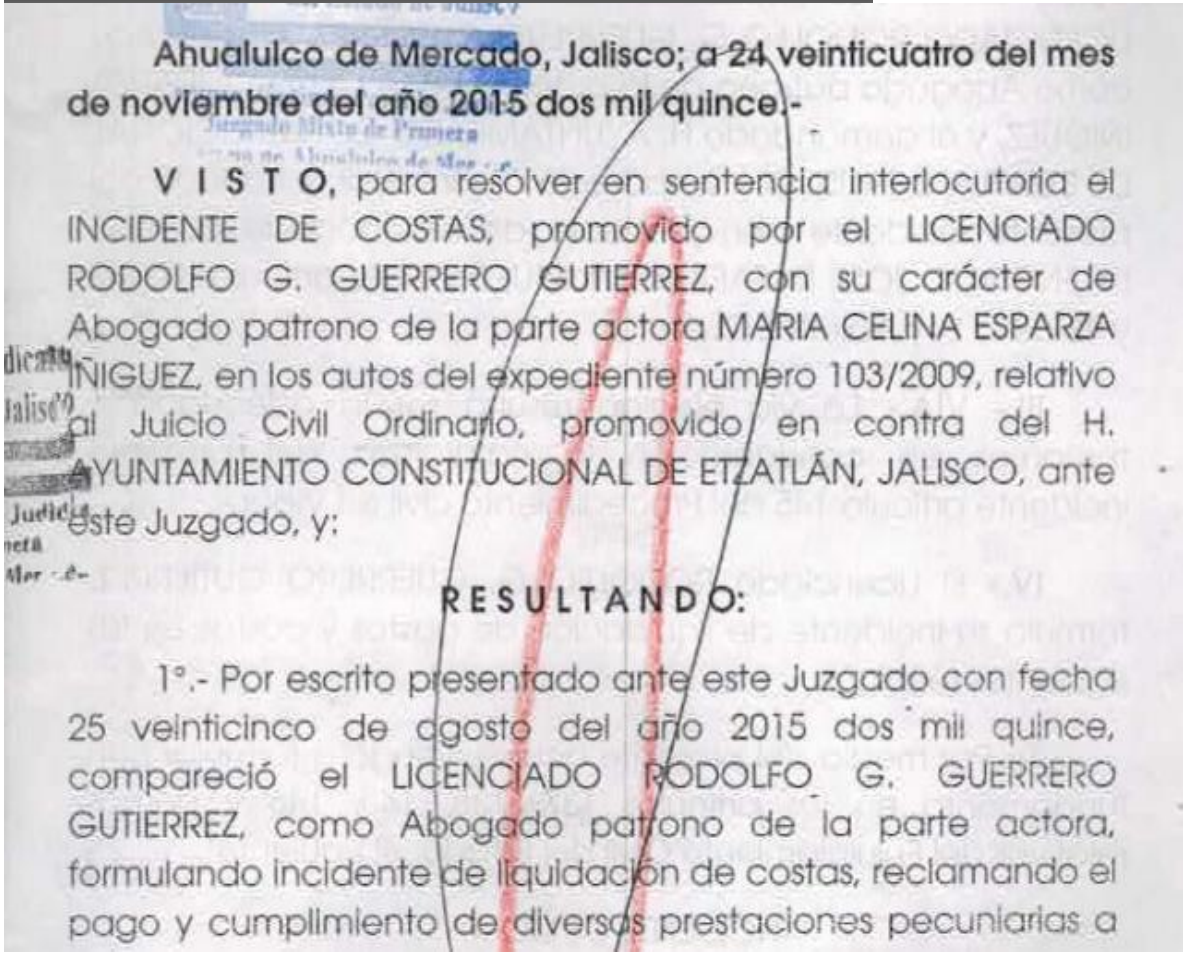 Ahualulco de Mercado, Jalisco; a 24 veinticuatro del mes
de noviembre del año 2015 dos mil quince.-
Juzgado Mixto de Primera
V I S T O, para resolver en sentencia interlocutoria el
INCIDENTE DE COSTAS, promovido por el LICENCIADO
RODOLFO G. GUERRERO GUTIERREZ, con su carácter de
Abogado patrono de la parte actora MARIA CELINA ESPARZA
IÑIGUEZ, en los autos del expediente número 103/2009, relativo
al Juicio Civil Ordinario, promovido en contra del H.
AYUNTAMIENTO CONSTITUCIONAL DE ETZATLÁN, JALISCO, ante
este Juzgado, y:
R E S U L T A N D O:
1°.- Por escrito presentado ante este Juzgado con fecha
25 veinticinco de agosto del año 2015 dos mil quince,
compareció el LICENCIADO RODOLFO G. GUERRERO
GUTIERREZ, como Abogado patrono de la parte actora,
formulando incidente de liquidación de costas, reclamando el
pago y cumplimiento de diversas prestaciones pecuniarias a